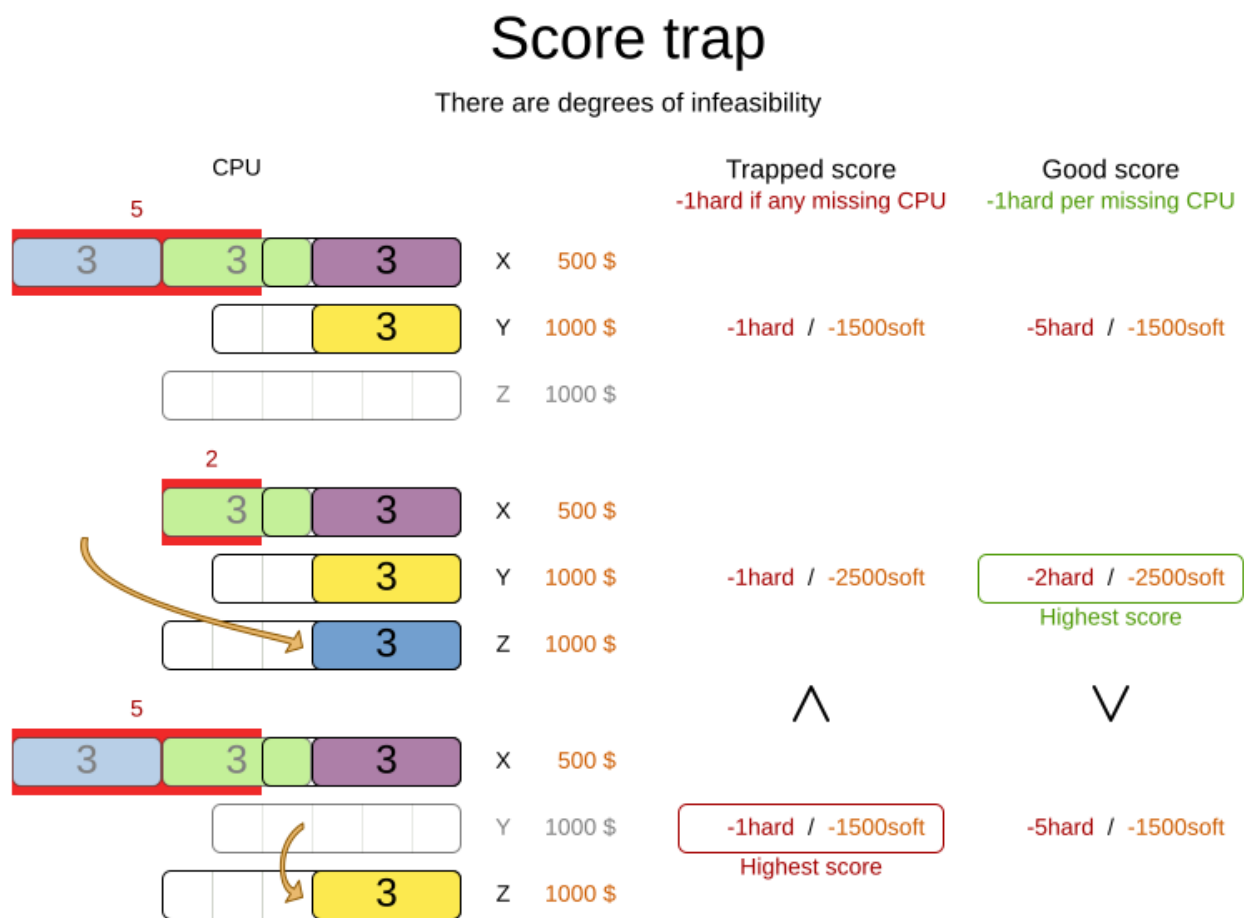 Score trap
There are degrees of infeasibility
CPU
Trapped score
Good score
-1hard if any missing CPU
-1hard per missing CPU
5
3 3 3 X 500 $
3 Y 1000 $ -1hard / -1500soft -5hard / -1500soft
Z 1000 $
2
3 3 X 500 $
3 Y 1000 $ -1hard / -2500soft -2hard / -2500soft
Highest score
3 Z 1000 $
5
3 3 3 X 500 $
Y 1000 $ -1hard / -1500soft -5hard / -1500soft
Highest score
3 Z 1000 $